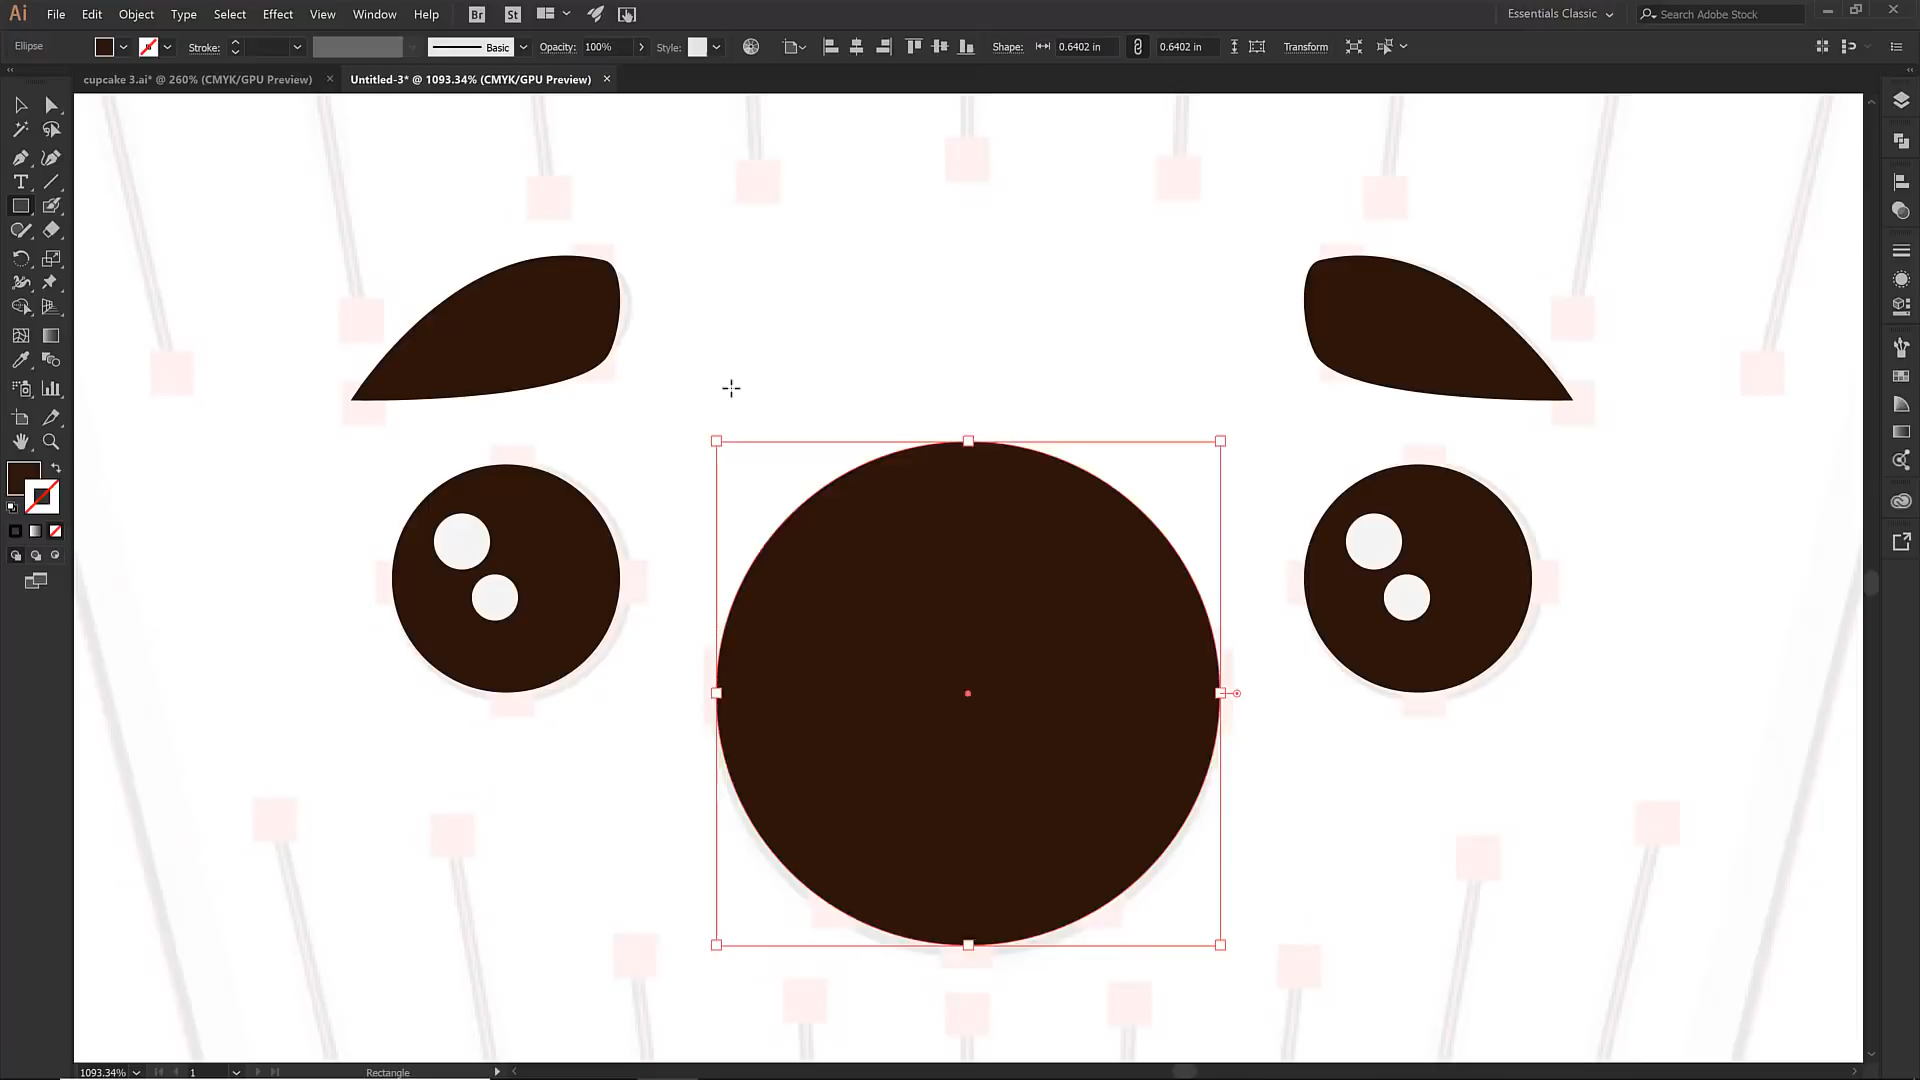 Ai File Edit Object Type Select Effect View Window Help Br St Essentials Classic Search Adobe Stock
Ellipse Stroke: Basic Opacity: 100% Style: Shape: 0.6402 in 0.6402 in Transform
cupcake 3.ai* @ 260% (CMYK/GPU Preview) × Untitled-3* @ 1093.34% (CMYK/GPU Preview) ×
T
1093.34% 1 Rectangle